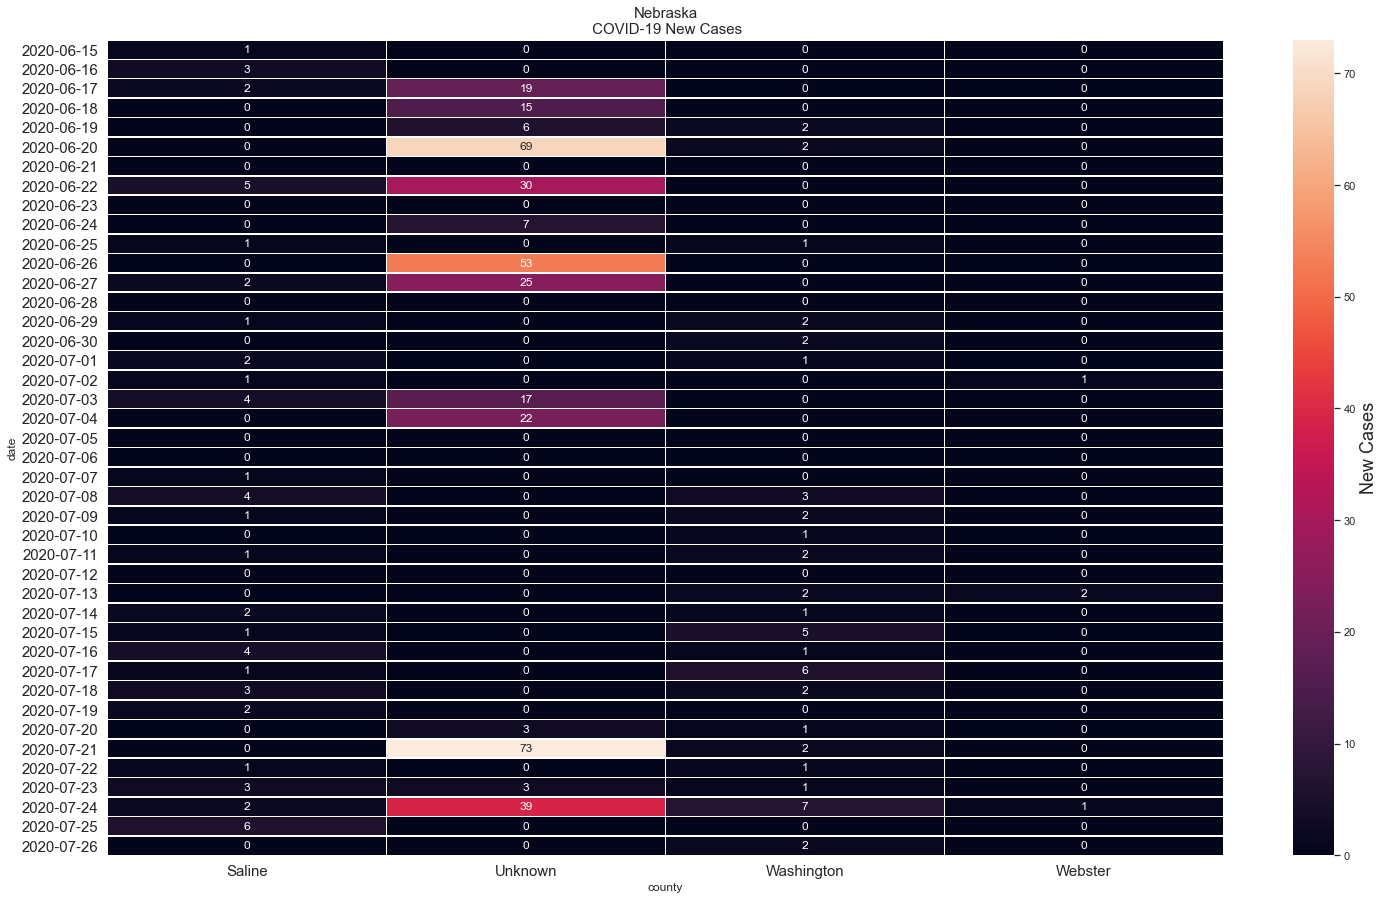 Nebraska
COVID-19 New Cases
2020-06-15 1 0 0 0
2020-06-16 3 0 0 0
2020-06-17 2 19 0 0
2020-06-18 0 15 0 0
2020-06-19 0 6 2 0
2020-06-20 0 69 2 0
2020-06-21 0 0 0 0
2020-06-22 5 30 0 0
2020-06-23 0 0 0 0
2020-06-24 0 7 0 0
2020-06-25 1 0 1 0
2020-06-26 0 53 0 0
2020-06-27 2 25 0 0
2020-06-28 0 0 0 0
2020-06-29 1 0 2 0
2020-06-30 0 0 2 0
2020-07-01 2 0 1 0
2020-07-02 1 0 0 1
2020-07-03 4 17 0 0
2020-07-04 0 22 0 0
2020-07-05 0 0 0 0
2020-07-06 0 0 0 0
2020-07-07 1 0 0 0
2020-07-08 4 0 3 0
2020-07-09 1 0 2 0
2020-07-10 0 0 1 0
2020-07-11 1 0 2 0
2020-07-12 0 0 0 0
2020-07-13 0 0 2 2
2020-07-14 2 0 1 0
2020-07-15 1 0 5 0
2020-07-16 4 0 1 0
2020-07-17 1 0 6 0
2020-07-18 3 0 2 0
2020-07-19 2 0 0 0
2020-07-20 0 3 1 0
2020-07-21 0 73 2 0
2020-07-22 1 0 1 0
2020-07-23 3 3 1 0
2020-07-24 2 39 7 1
2020-07-25 6 0 0 0
2020-07-26 0 0 2 0
date
Saline Unknown Washington Webster
county
70
60
50
40
30
20
10
0
New Cases